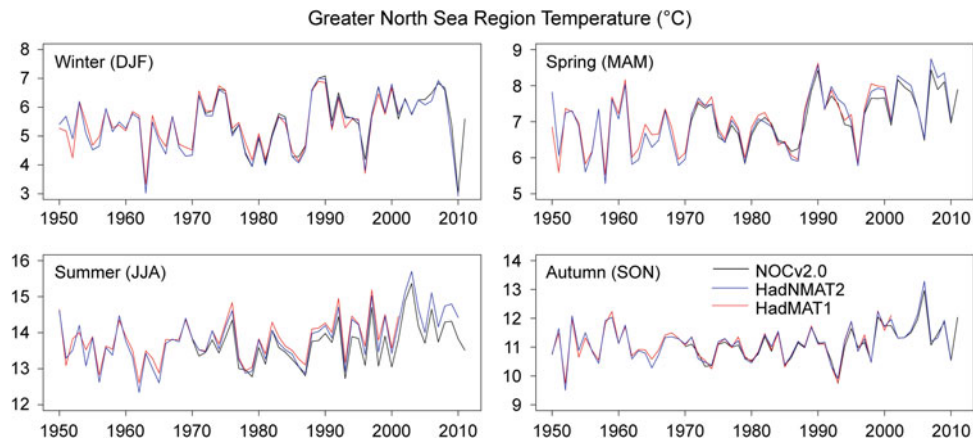 Greater North Sea Region Temperature (°C)
Winter (DJF)
8
7
6
5
4
3
1950 1960 1970 1980 1990 2000 2010
Spring (MAM)
9
8
7
6
5
1950 1960 1970 1980 1990 2000 2010
Summer (JJA)
16
15
14
13
12
1950 1960 1970 1980 1990 2000 2010
Autumn (SON)
NOCv2.0
HadNMAT2
HadMAT1
14
13
12
11
10
9
1950 1960 1970 1980 1990 2000 2010